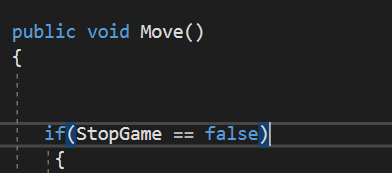 public void Move()
{
if(StopGame == false)
{